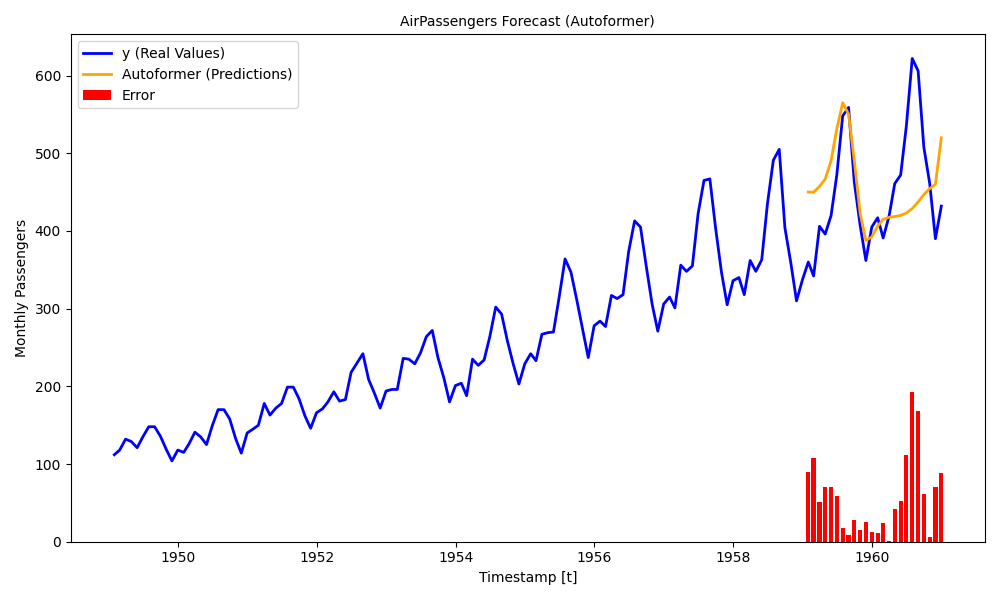 AirPassengers Forecast (Autoformer)
y (Real Values)
Autoformer (Predictions)
Error
Monthly Passengers
600
500
400
300
200
100
0
1950 1952 1954 1956 1958 1960
Timestamp [t]